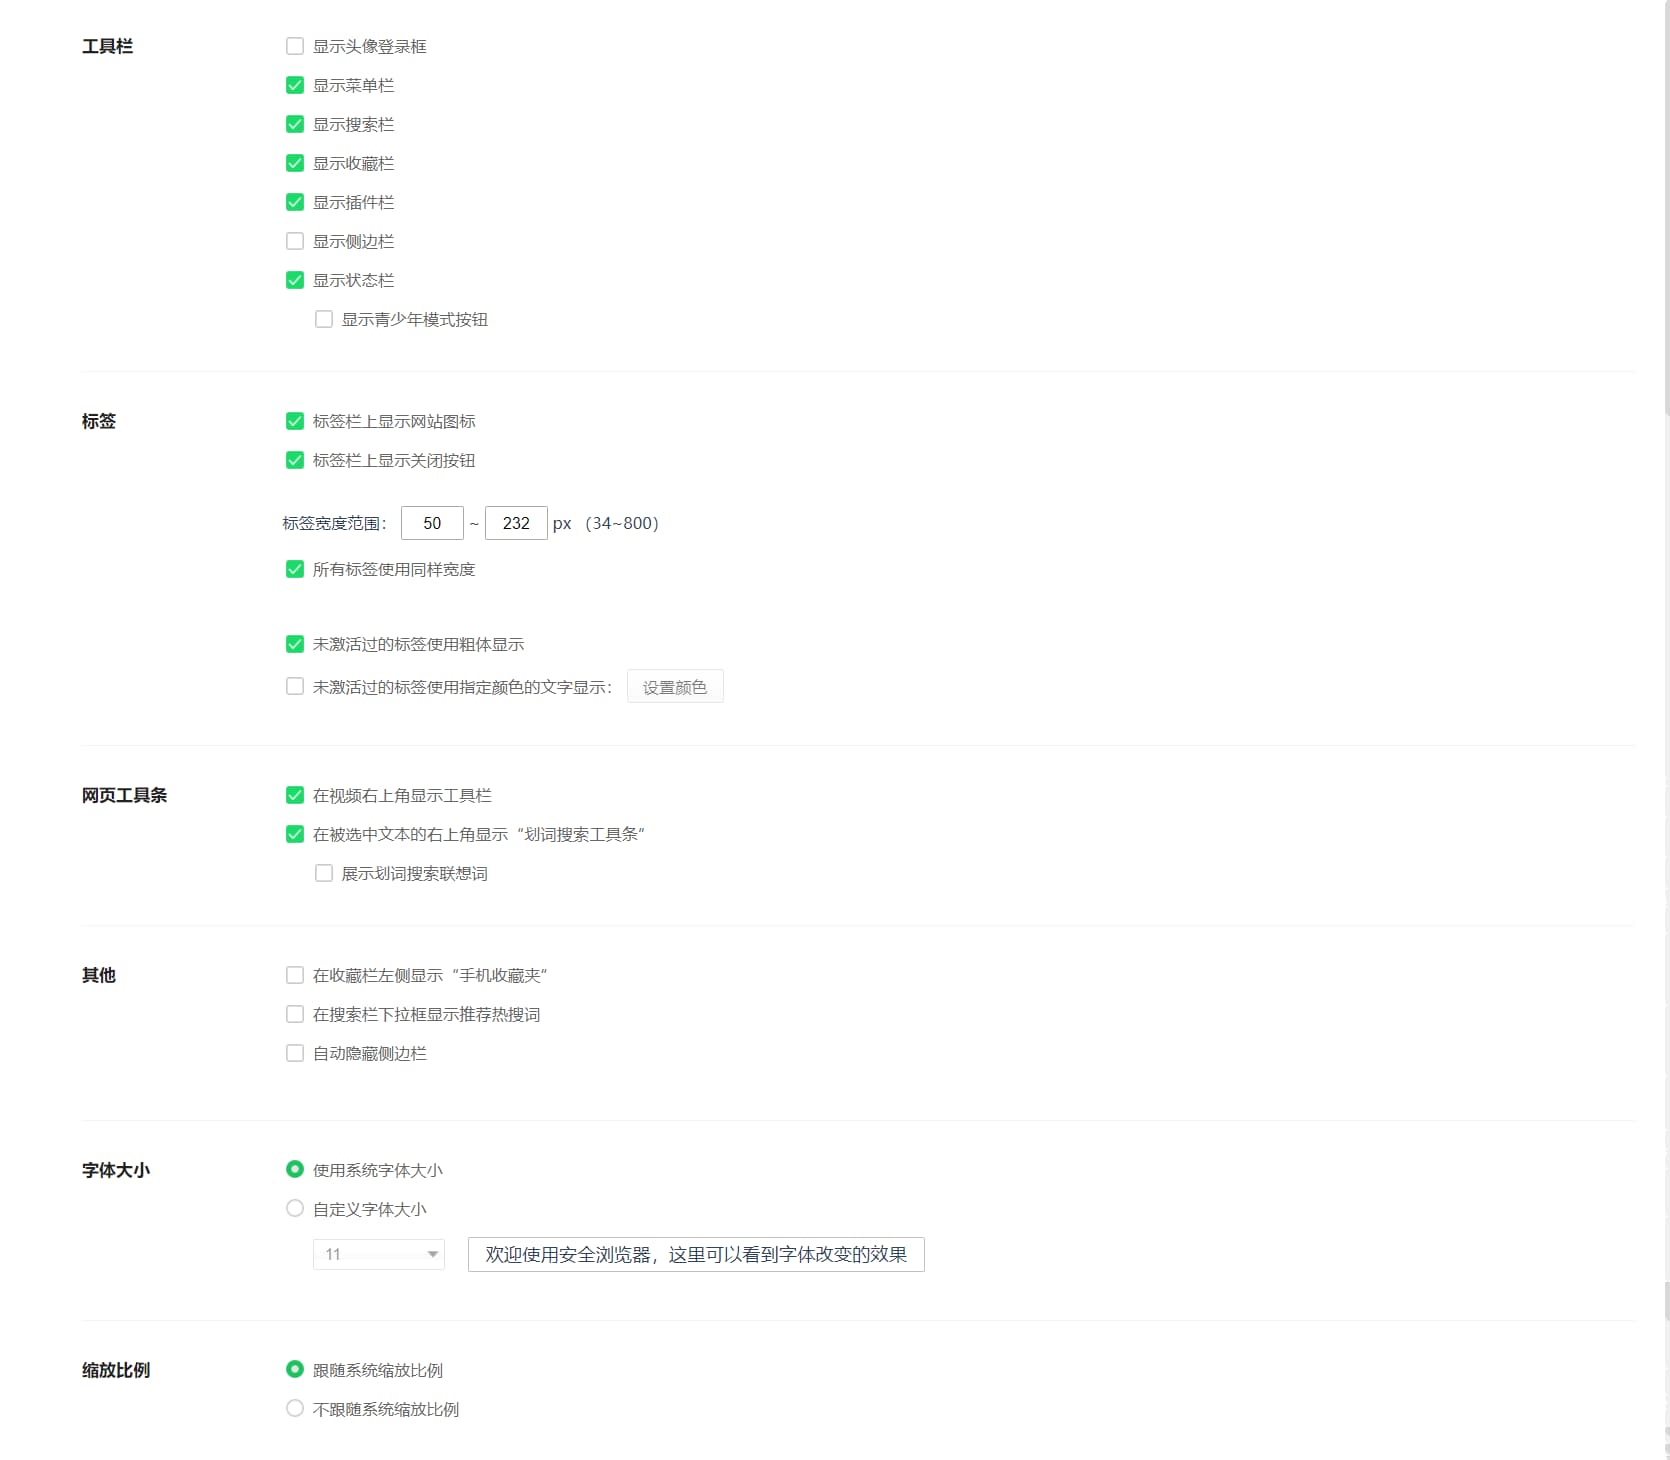 工具栏
显示头像登录框
显示菜单栏
显示搜索栏
显示收藏栏
显示插件栏
显示侧边栏
显示状态栏
显示青少年模式按钮
标签
标签栏上显示网站图标
标签栏上显示关闭按钮
标签宽度范围： 50 ~ 232 px （34~800）
所有标签使用同样宽度
未激活过的标签使用粗体显示
未激活过的标签使用指定颜色的文字显示： 设置颜色
网页工具条
在视频右上角显示工具栏
在被选中文本的右上角显示“划词搜索工具条”
展示划词搜索联想词
其他
在收藏栏左侧显示“手机收藏夹”
在搜索栏下拉框显示推荐热搜词
自动隐藏侧边栏
字体大小
使用系统字体大小
自定义字体大小
11 欢迎使用安全浏览器，这里可以看到字体改变的效果
缩放比例
跟随系统缩放比例
不跟随系统缩放比例